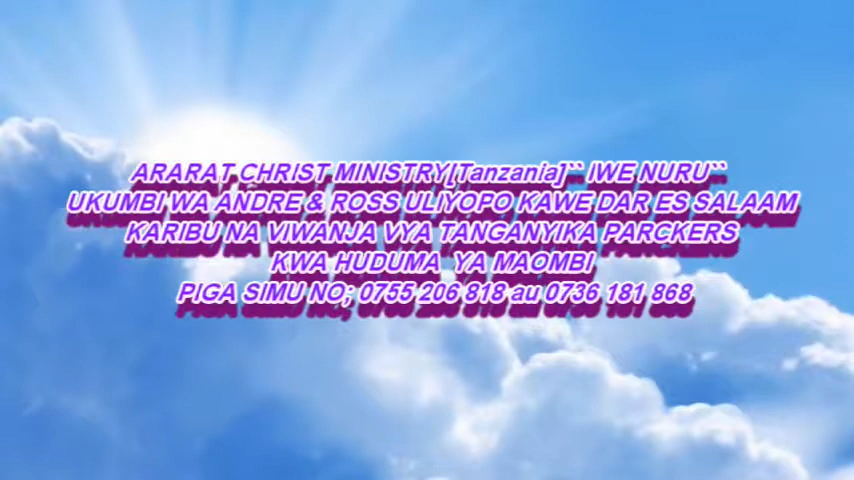 ARARAT CHRIST MINISTRY[Tanzania]`` IWE NURU``
UKUMBI WA ANDRE & ROSS ULIYOPO KAWE DAR ES SALAAM
KARIBU NA VIWANJA VYA TANGANYIKA PARCKERS
KWA HUDUMA  YA MAOMBI
PIGA SIMU NO; 0755 206 818 au 0736 181 868